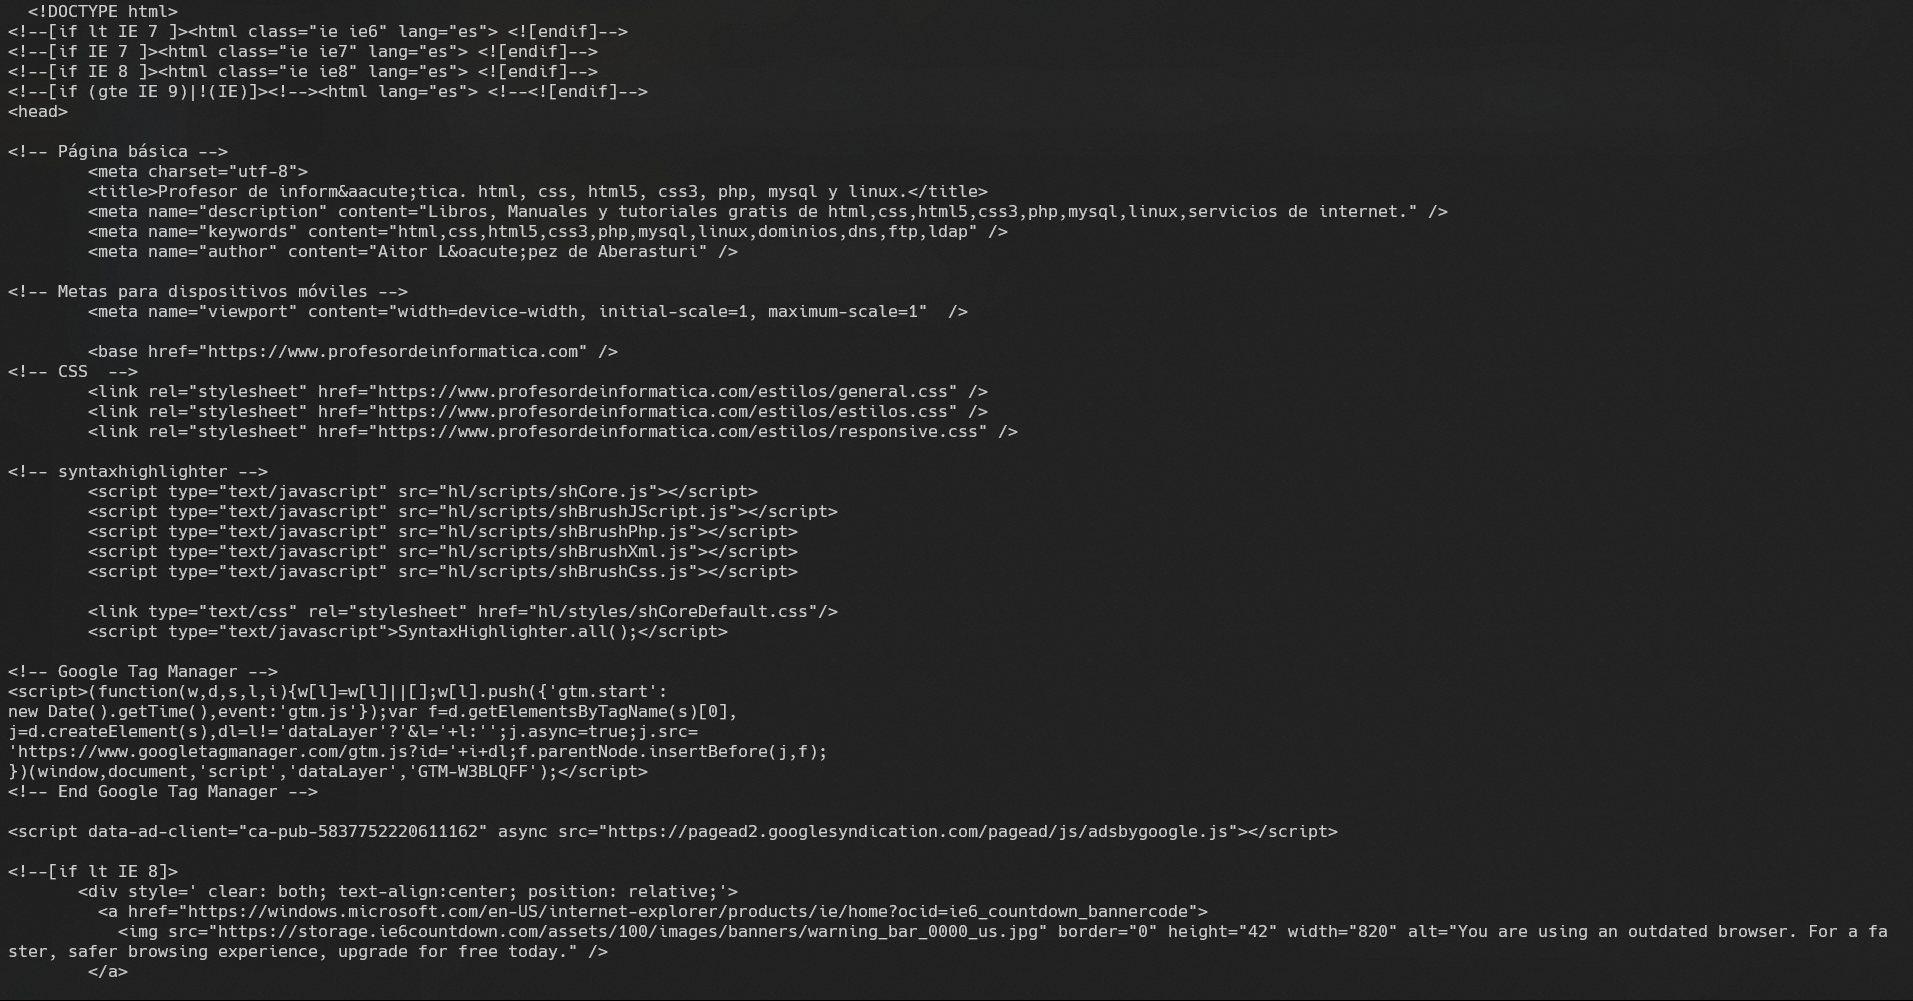 <!DOCTYPE html>
<!--[if lt IE 7 ]><html class="ie ie6" lang="es"> <![endif]-->
<!--[if IE 7 ]><html class="ie ie7" lang="es"> <![endif]-->
<!--[if IE 8 ]><html class="ie ie8" lang="es"> <![endif]-->
<!--[if (gte IE 9)|!(IE)]><!--><html lang="es"> <!--<![endif]-->
<head>

<!-- Página básica -->
        <meta charset="utf-8">
        <title>Profesor de inform&aacute;tica. html, css, html5, css3, php, mysql y linux.</title>
        <meta name="description" content="Libros, Manuales y tutoriales gratis de html,css,html5,css3,php,mysql,linux,servicios de internet." />
        <meta name="keywords" content="html,css,html5,css3,php,mysql,linux,dominios,dns,ftp,ldap" />
        <meta name="author" content="Aitor L&oacute;pez de Aberasturi" />

<!-- Metas para dispositivos móviles -->
        <meta name="viewport" content="width=device-width, initial-scale=1, maximum-scale=1"  />

        <base href="https://www.profesordeinformatica.com" />
<!-- CSS  -->
        <link rel="stylesheet" href="https://www.profesordeinformatica.com/estilos/general.css" />
        <link rel="stylesheet" href="https://www.profesordeinformatica.com/estilos/estilos.css" />
        <link rel="stylesheet" href="https://www.profesordeinformatica.com/estilos/responsive.css" />

<!-- syntaxhighlighter -->
        <script type="text/javascript" src="hl/scripts/shCore.js"></script>
        <script type="text/javascript" src="hl/scripts/shBrushJScript.js"></script>
        <script type="text/javascript" src="hl/scripts/shBrushPhp.js"></script>
        <script type="text/javascript" src="hl/scripts/shBrushXml.js"></script>
        <script type="text/javascript" src="hl/scripts/shBrushCss.js"></script>

        <link type="text/css" rel="stylesheet" href="hl/styles/shCoreDefault.css"/>
        <script type="text/javascript">SyntaxHighlighter.all();</script>

<!-- Google Tag Manager -->
<script>(function(w,d,s,l,i){w[l]=w[l]||[];w[l].push({'gtm.start':
new Date().getTime(),event:'gtm.js'});var f=d.getElementsByTagName(s)[0],
j=d.createElement(s),dl=l!='dataLayer'?'&l='+l:'';j.async=true;j.src=
'https://www.googletagmanager.com/gtm.js?id='+i+dl;f.parentNode.insertBefore(j,f);
})(window,document,'script','dataLayer','GTM-W3BLQFF');</script>
<!-- End Google Tag Manager -->

<script data-ad-client="ca-pub-5837752220611162" async src="https://pagead2.googlesyndication.com/pagead/js/adsbygoogle.js"></script>

<!--[if lt IE 8]>
       <div style=' clear: both; text-align:center; position: relative;'>
         <a href="https://windows.microsoft.com/en-US/internet-explorer/products/ie/home?ocid=ie6_countdown_bannercode">
           <img src="https://storage.ie6countdown.com/assets/100/images/banners/warning_bar_0000_us.jpg" border="0" height="42" width="820" alt="You are using an outdated browser. For a fa
ster, safer browsing experience, upgrade for free today." />
        </a>